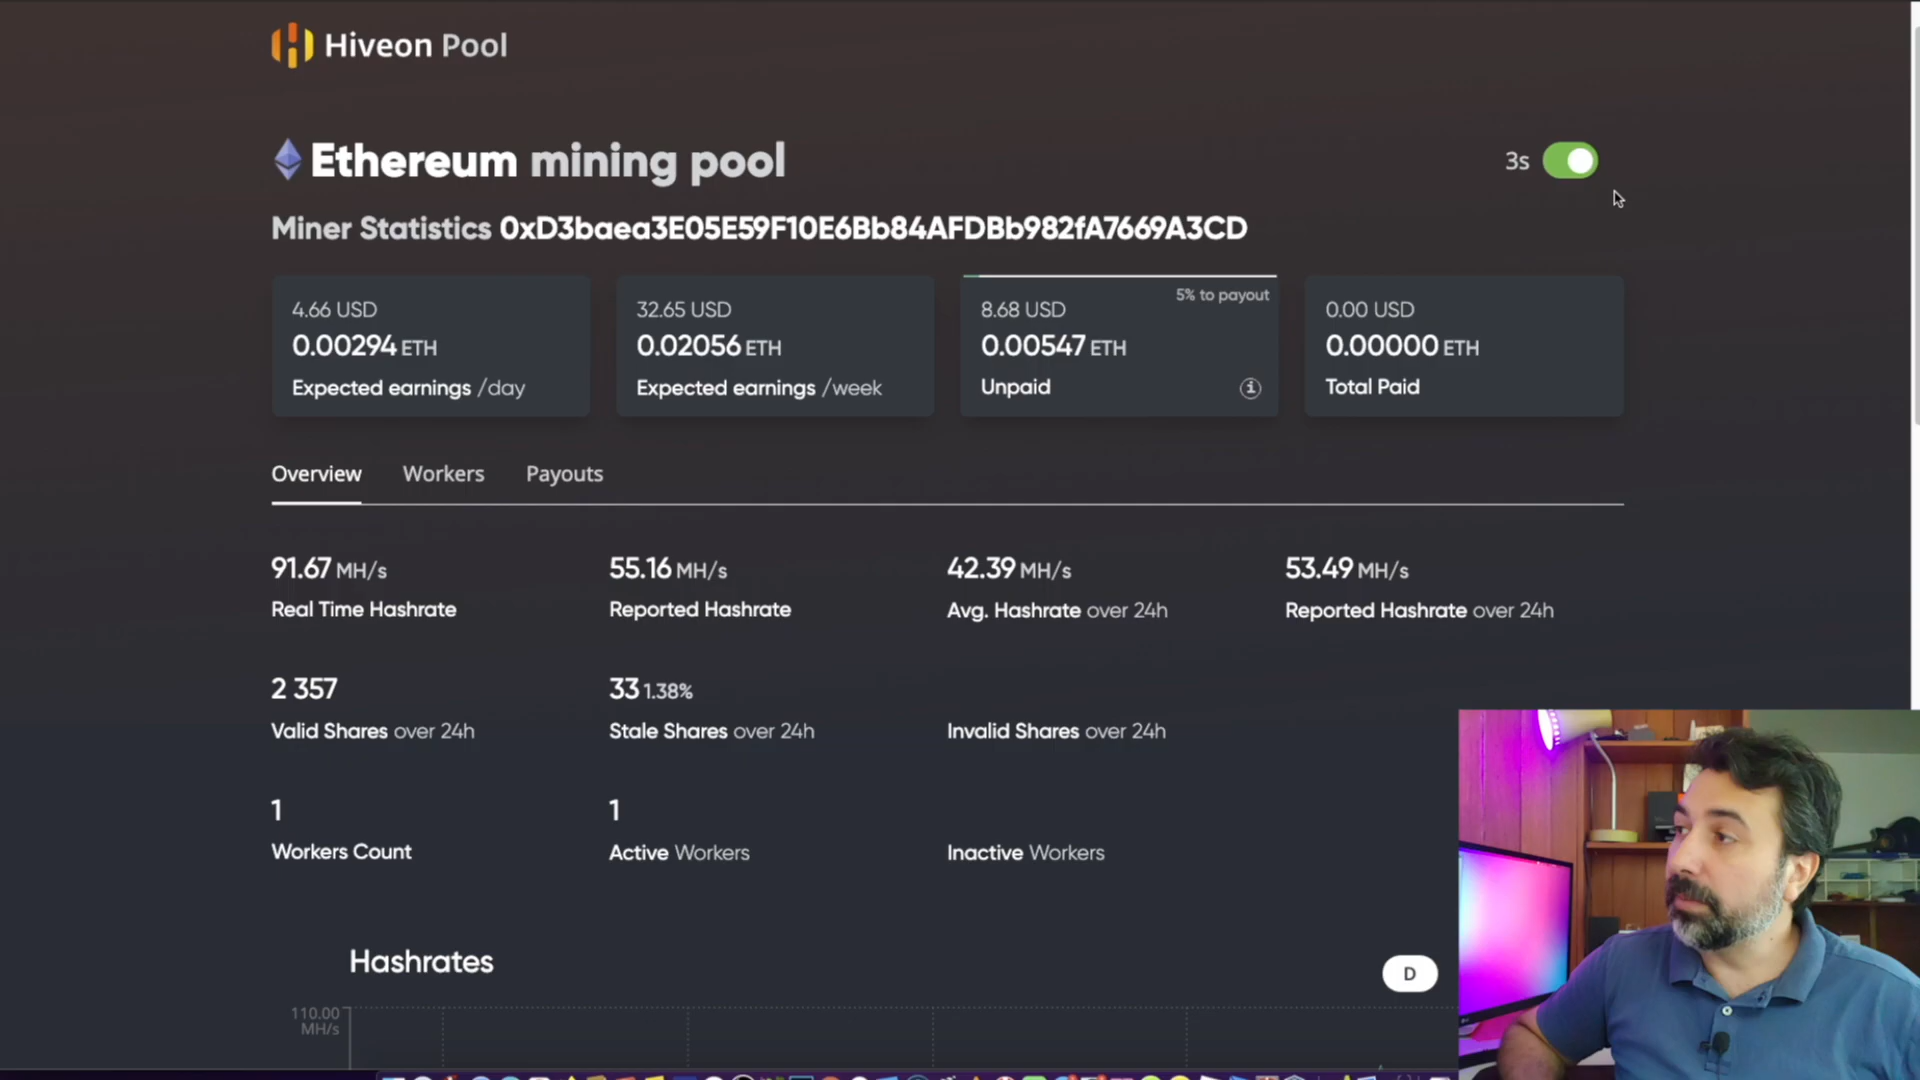 Hiveon Pool
Ethereum mining pool
3s
Miner Statistics 0xD3baea3E05E59F10E6Bb84AFDBb982fA7669A3CD
4.66 USD
0.00294 ETH
Expected earnings /day
32.65 USD
0.02056 ETH
Expected earnings /week
5% to payout
8.68 USD
0.00547 ETH
Unpaid
0.00 USD
0.00000 ETH
Total Paid
Overview Workers Payouts
91.67 MH/s
Real Time Hashrate
55.16 MH/s
Reported Hashrate
42.39 MH/s
Avg. Hashrate over 24h
53.49 MH/s
Reported Hashrate over 24h
2 357
Valid Shares over 24h
33 1.38%
Stale Shares over 24h
Invalid Shares over 24h
1
Workers Count
1
Active Workers
Inactive Workers
Hashrates
D
110.00
MH/s